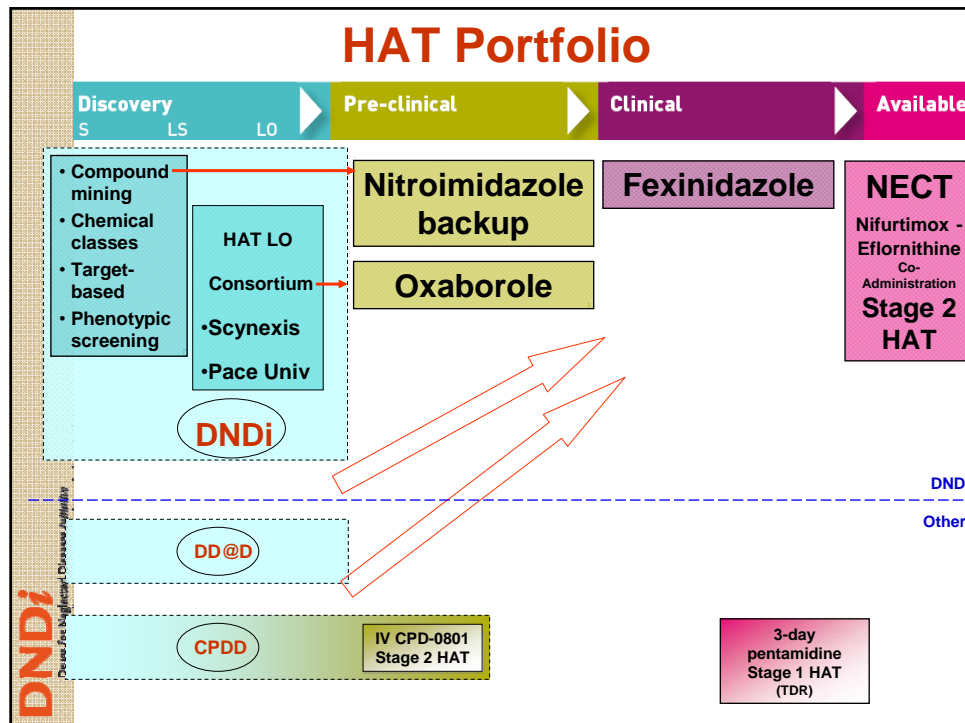 HAT Portfolio
Discovery
S LS LO
Pre-clinical
Clinical
Available
• Compound
mining
• Chemical
classes
• Target-
based
• Phenotypic
screening
HAT LO
Consortium
•Scynexis
•Pace Univ
DNDi
Nitroimidazole
backup
Oxaborole
Fexinidazole
NECT
Nifurtimox -
Eflornithine
Co-
Administration
Stage 2
HAT
DND
Other
DD@D
CPDD
IV CPD-0801
Stage 2 HAT
3-day
pentamidine
Stage 1 HAT
(TDR)
DNDi